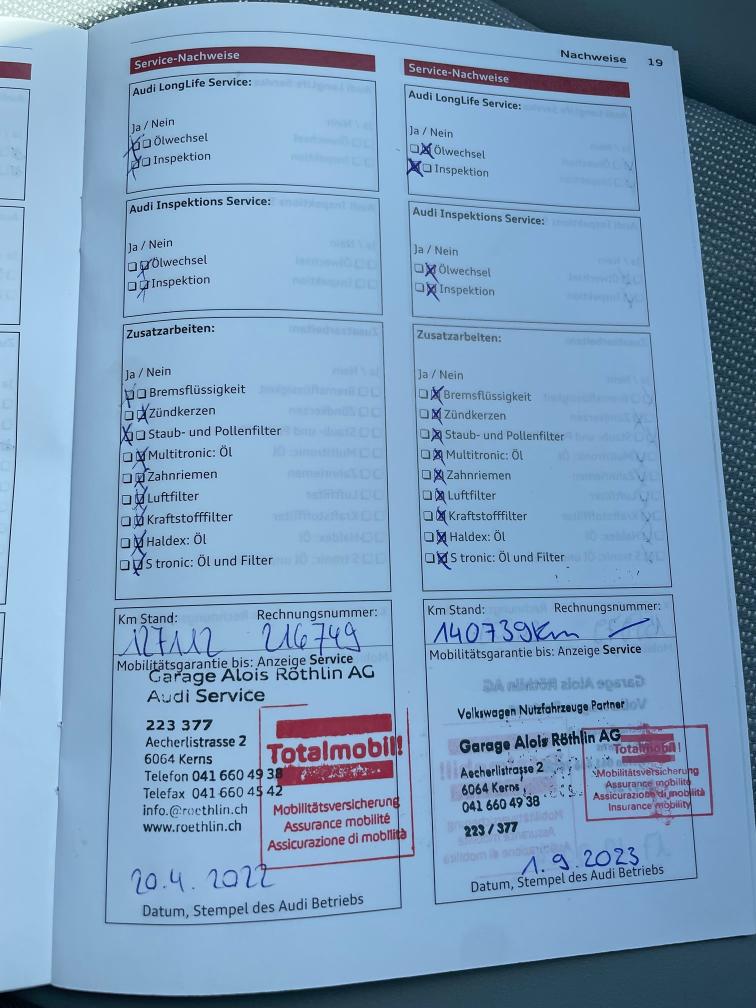 Nachweise 19
Service-Nachweise
Audi LongLife Service:
Ja / Nein
Ölwechsel
Inspektion
Audi Inspektions Service:
Ja / Nein
Ölwechsel
Inspektion
Zusatzarbeiten:
Ja / Nein
Bremsflüssigkeit
Zündkerzen
Staub- und Pollenfilter
Multitronic: Öl
Zahnriemen
Luftfilter
Kraftstofffilter
Haldex: Öl
S tronic: Öl und Filter
Km Stand: Rechnungsnummer:
127112 216749
Mobilitätsgarantie bis: Anzeige Service
Garage Alois Röthlin AG
Audi Service
223 377
Aecherlistrasse 2
6064 Kerns
Telefon 041 660 49 38
Telefax 041 660 45 42
info.@roethlin.ch
www.roethlin.ch
Totalmobil!
Mobilitätsversicherung
Assurance mobilité
Assicurazione di mobilità
20.4.2022
Datum, Stempel des Audi Betriebs
Service-Nachweise
Audi LongLife Service:
Ja / Nein
Ölwechsel
Inspektion
Audi Inspektions Service:
Ja / Nein
Ölwechsel
Inspektion
Zusatzarbeiten:
Ja / Nein
Bremsflüssigkeit
Zündkerzen
Staub- und Pollenfilter
Multitronic: Öl
Zahnriemen
Luftfilter
Kraftstofffilter
Haldex: Öl
S tronic: Öl und Filter
Km Stand: Rechnungsnummer:
140739km
Mobilitätsgarantie bis: Anzeige Service
Volkswagen Nutzfahrzeuge Partner
Garage Alois Röthlin AG
Aecherlistrasse 2
6064 Kerns
041 660 49 38
223 / 377
Totalmobil!
Mobilitätsversicherung
Assurance mobilité
Assicurazione di mobilità
Insurance mobility
1.9.2023
Datum, Stempel des Audi Betriebs